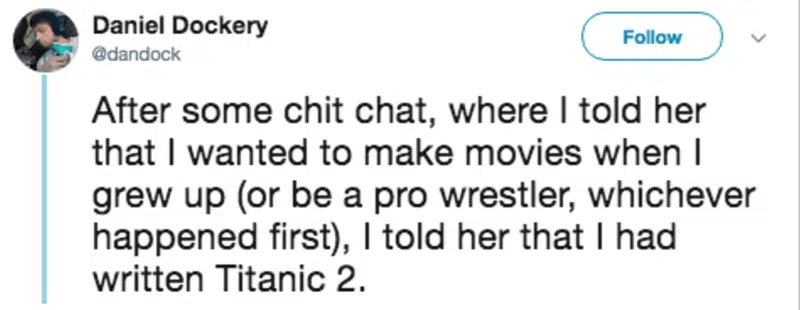 Daniel Dockery
@dandock
Follow
After some chit chat, where I told her
that I wanted to make movies when I
grew up (or be a pro wrestler, whichever
happened first), I told her that I had
written Titanic 2.